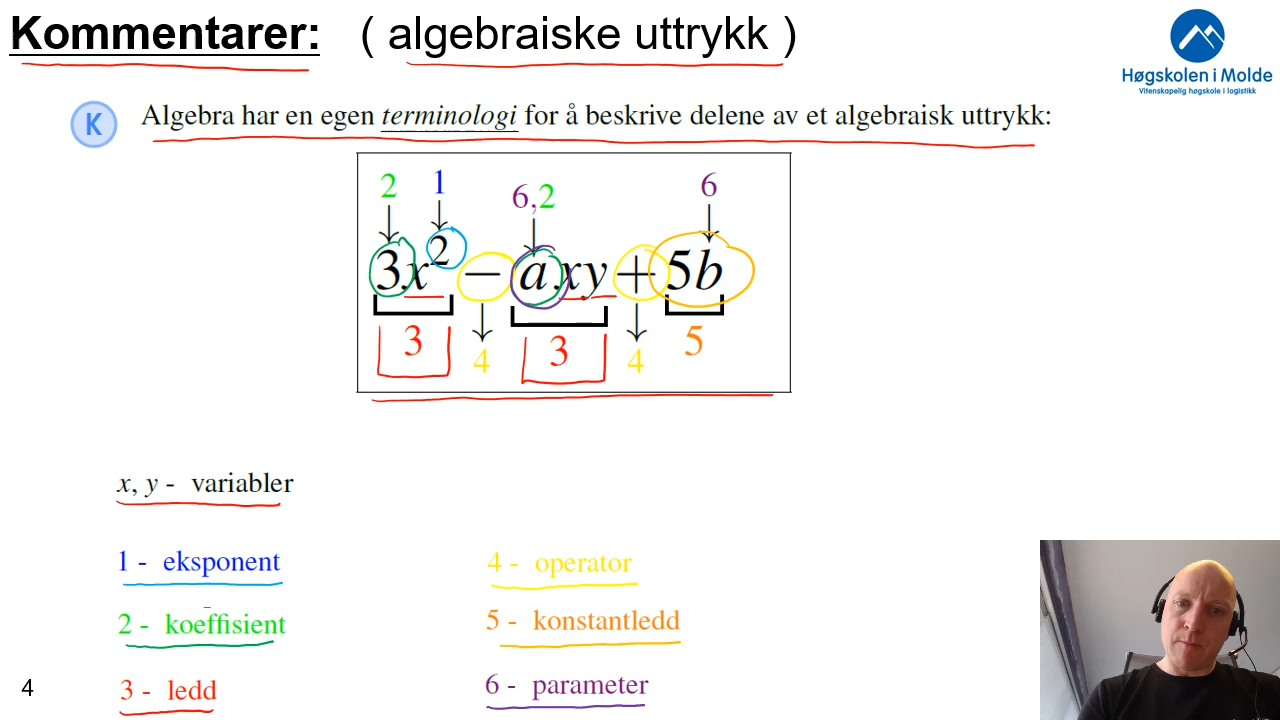 Kommentarer: ( algebraiske uttrykk )
Høgskolen i Molde
Vitenskapelig høgskole i logistikk
K Algebra har en egen terminologi for å beskrive delene av et algebraisk uttrykk:
2 1 6,2 6
3x² − axy + 5b
3 4 3 4 5
x, y - variabler
1 - eksponent
4 - operator
2 - koeffisient
5 - konstantledd
3 - ledd
6 - parameter
4